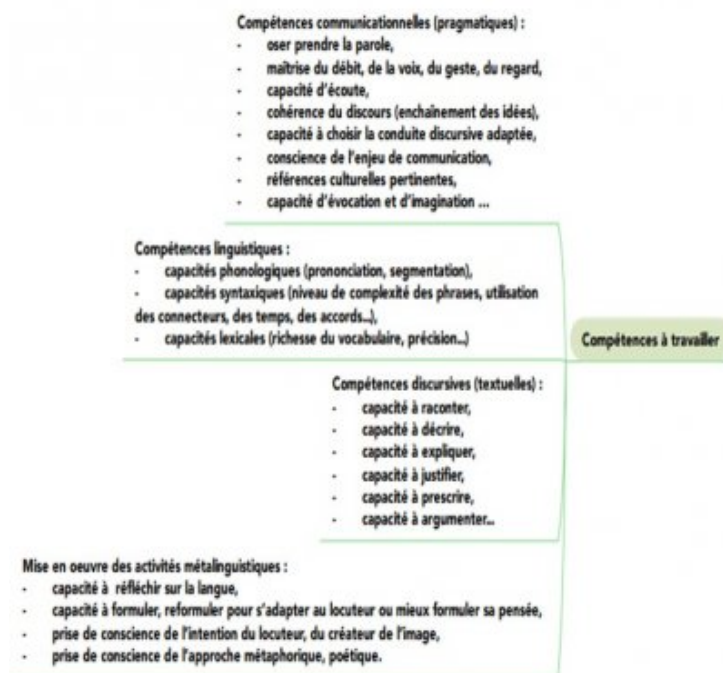 Compétences communicationnelles (pragmatiques) :
- oser prendre la parole,
- maîtrise du débit, de la voix, du geste, du regard,
- capacité d'écoute,
- cohérence du discours (enchaînement des idées),
- capacité à choisir la conduite discursive adaptée,
- conscience de l'enjeu de communication,
- références culturelles pertinentes,
- capacité d'évocation et d'imagination ...
Compétences linguistiques :
- capacités phonologiques (prononciation, segmentation),
- capacités syntaxiques (niveau de complexité des phrases, utilisation
des connecteurs, des temps, des accords...),
- capacités lexicales (richesse du vocabulaire, précision...)
Compétences à travailler
Compétences discursives (textuelles) :
- capacité à raconter,
- capacité à décrire,
- capacité à expliquer,
- capacité à justifier,
- capacité à prescrire,
- capacité à argumenter...
Mise en oeuvre des activités métalinguistiques :
- capacité à réfléchir sur la langue,
- capacité à formuler, reformuler pour s'adapter au locuteur ou mieux formuler sa pensée,
- prise de conscience de l'intention du locuteur, du créateur de l'image,
- prise de conscience de l'approche métaphorique, poétique.